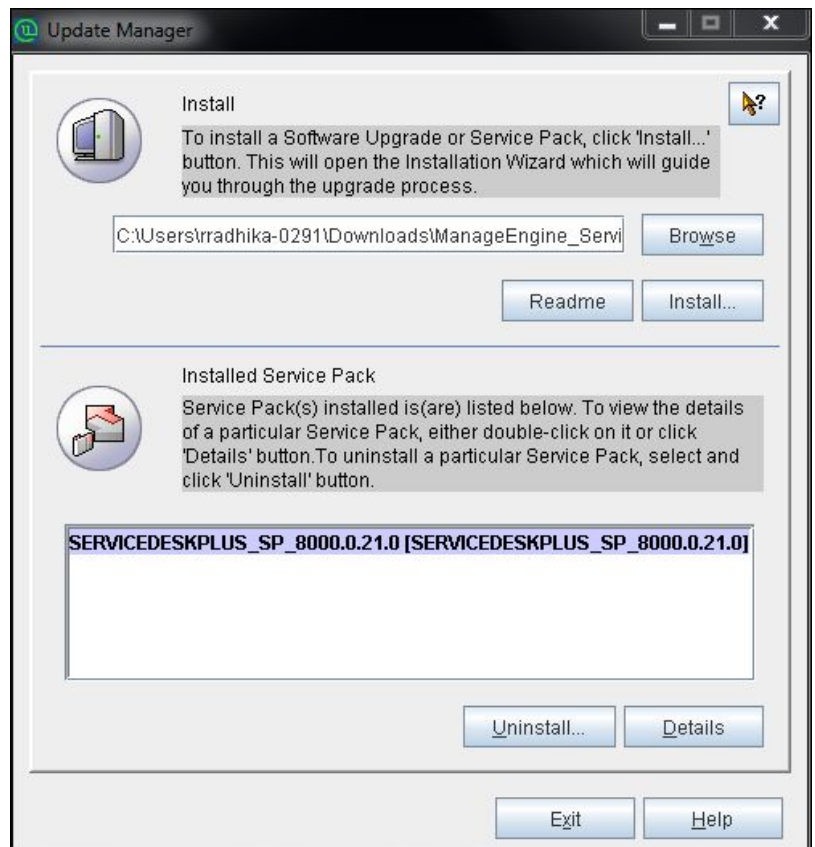 Update Manager
Install
To install a Software Upgrade or Service Pack, click 'Install...'
button. This will open the Installation Wizard which will guide
you through the upgrade process.
C:\Users\rradhika-0291\Downloads\ManageEngine_Servi
Browse
Readme
Install...
Installed Service Pack
Service Pack(s) installed is(are) listed below. To view the details
of a particular Service Pack, either double-click on it or click
'Details' button.To uninstall a particular Service Pack, select and
click 'Uninstall' button.
SERVICEDESKPLUS_SP_8000.0.21.0 [SERVICEDESKPLUS_SP_8000.0.21.0]
Uninstall...
Details
Exit
Help